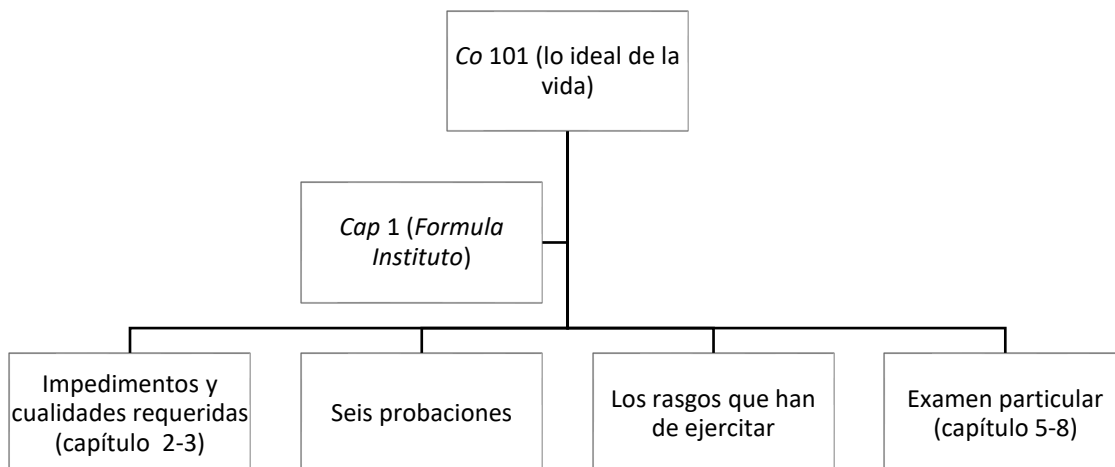 Co 101 (lo ideal de la
vida)
Cap 1 (Formula
Instituto)
Impedimentos y
cualidades requeridas
(capítulo 2-3)
Seis probaciones
Los rasgos que han
de ejercitar
Examen particular
(capítulo 5-8)